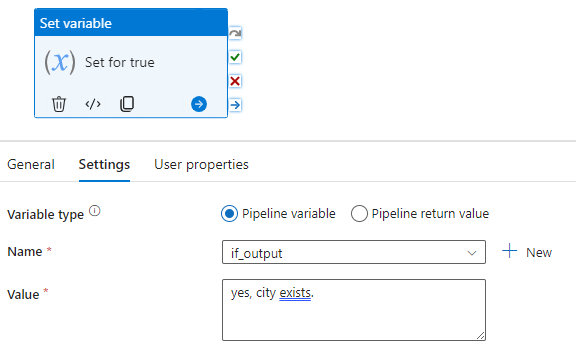 Set variable
(x) Set for true
</>
General Settings User properties
Variable type Pipeline variable Pipeline return value
Name * if_output + New
Value * yes, city exists.